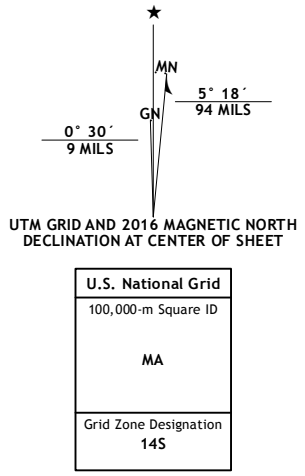 MN
GN
5° 18´
94 MILS
0° 30´
9 MILS
UTM GRID AND 2016 MAGNETIC NORTH
DECLINATION AT CENTER OF SHEET
U.S. National Grid
100,000-m Square ID
MA
Grid Zone Designation
14S